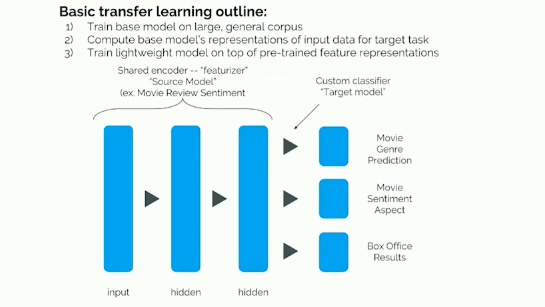 Basic transfer learning outline:
1) Train base model on large, general corpus
2) Compute base model's representations of input data for target task
3) Train lightweight model on top of pre-trained feature representations
Shared encoder -- "featurizer"
"Source Model"
(ex. Movie Review Sentiment
Custom classifier
"Target model"
Movie
Genre
Prediction
Movie
Sentiment
Aspect
Box Office
Results
input
hidden
hidden